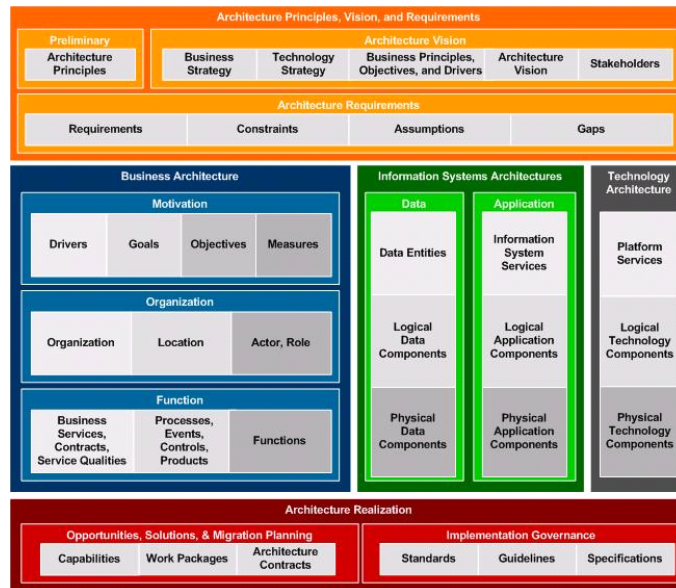 Architecture Principles, Vision, and Requirements
Preliminary
Architecture
Principles
Architecture Vision
Business
Strategy
Technology
Strategy
Business Principles,
Objectives, and Drivers
Architecture
Vision
Stakeholders
Architecture Requirements
Requirements
Constraints
Assumptions
Gaps
Business Architecture
Motivation
Drivers
Goals
Objectives
Measures
Organization
Organization
Location
Actor, Role
Function
Business
Services,
Contracts,
Service Qualities
Processes,
Events,
Controls,
Products
Functions
Information Systems Architectures
Data
Data Entities
Logical
Data
Components
Physical
Data
Components
Application
Information
System
Services
Logical
Application
Components
Physical
Application
Components
Technology
Architecture
Platform
Services
Logical
Technology
Components
Physical
Technology
Components
Architecture Realization
Opportunities, Solutions, & Migration Planning
Capabilities
Work Packages
Architecture
Contracts
Implementation Governance
Standards
Guidelines
Specifications